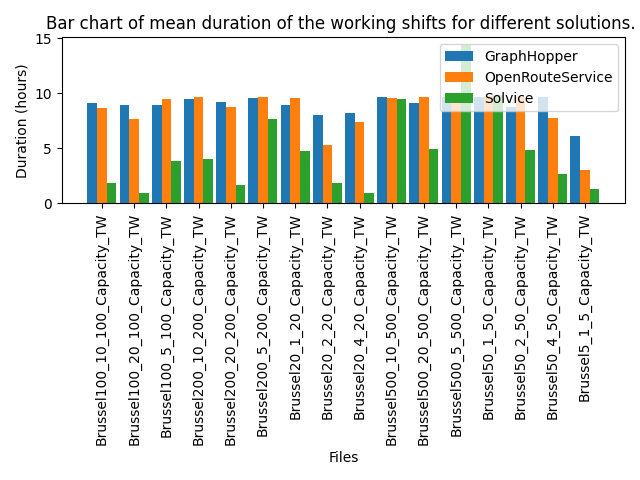 Bar chart of mean duration of the working shifts for different solutions.
Duration (hours)
15
10
5
0
GraphHopper
OpenRouteService
Solvice
Brussel100_10_100_Capacity_TW
Brussel100_20_100_Capacity_TW
Brussel100_5_100_Capacity_TW
Brussel200_10_200_Capacity_TW
Brussel200_20_200_Capacity_TW
Brussel200_5_200_Capacity_TW
Brussel20_1_20_Capacity_TW
Brussel20_2_20_Capacity_TW
Brussel20_4_20_Capacity_TW
Brussel500_10_500_Capacity_TW
Brussel500_20_500_Capacity_TW
Brussel500_5_500_Capacity_TW
Brussel50_1_50_Capacity_TW
Brussel50_2_50_Capacity_TW
Brussel50_4_50_Capacity_TW
Brussel5_1_5_Capacity_TW
Files